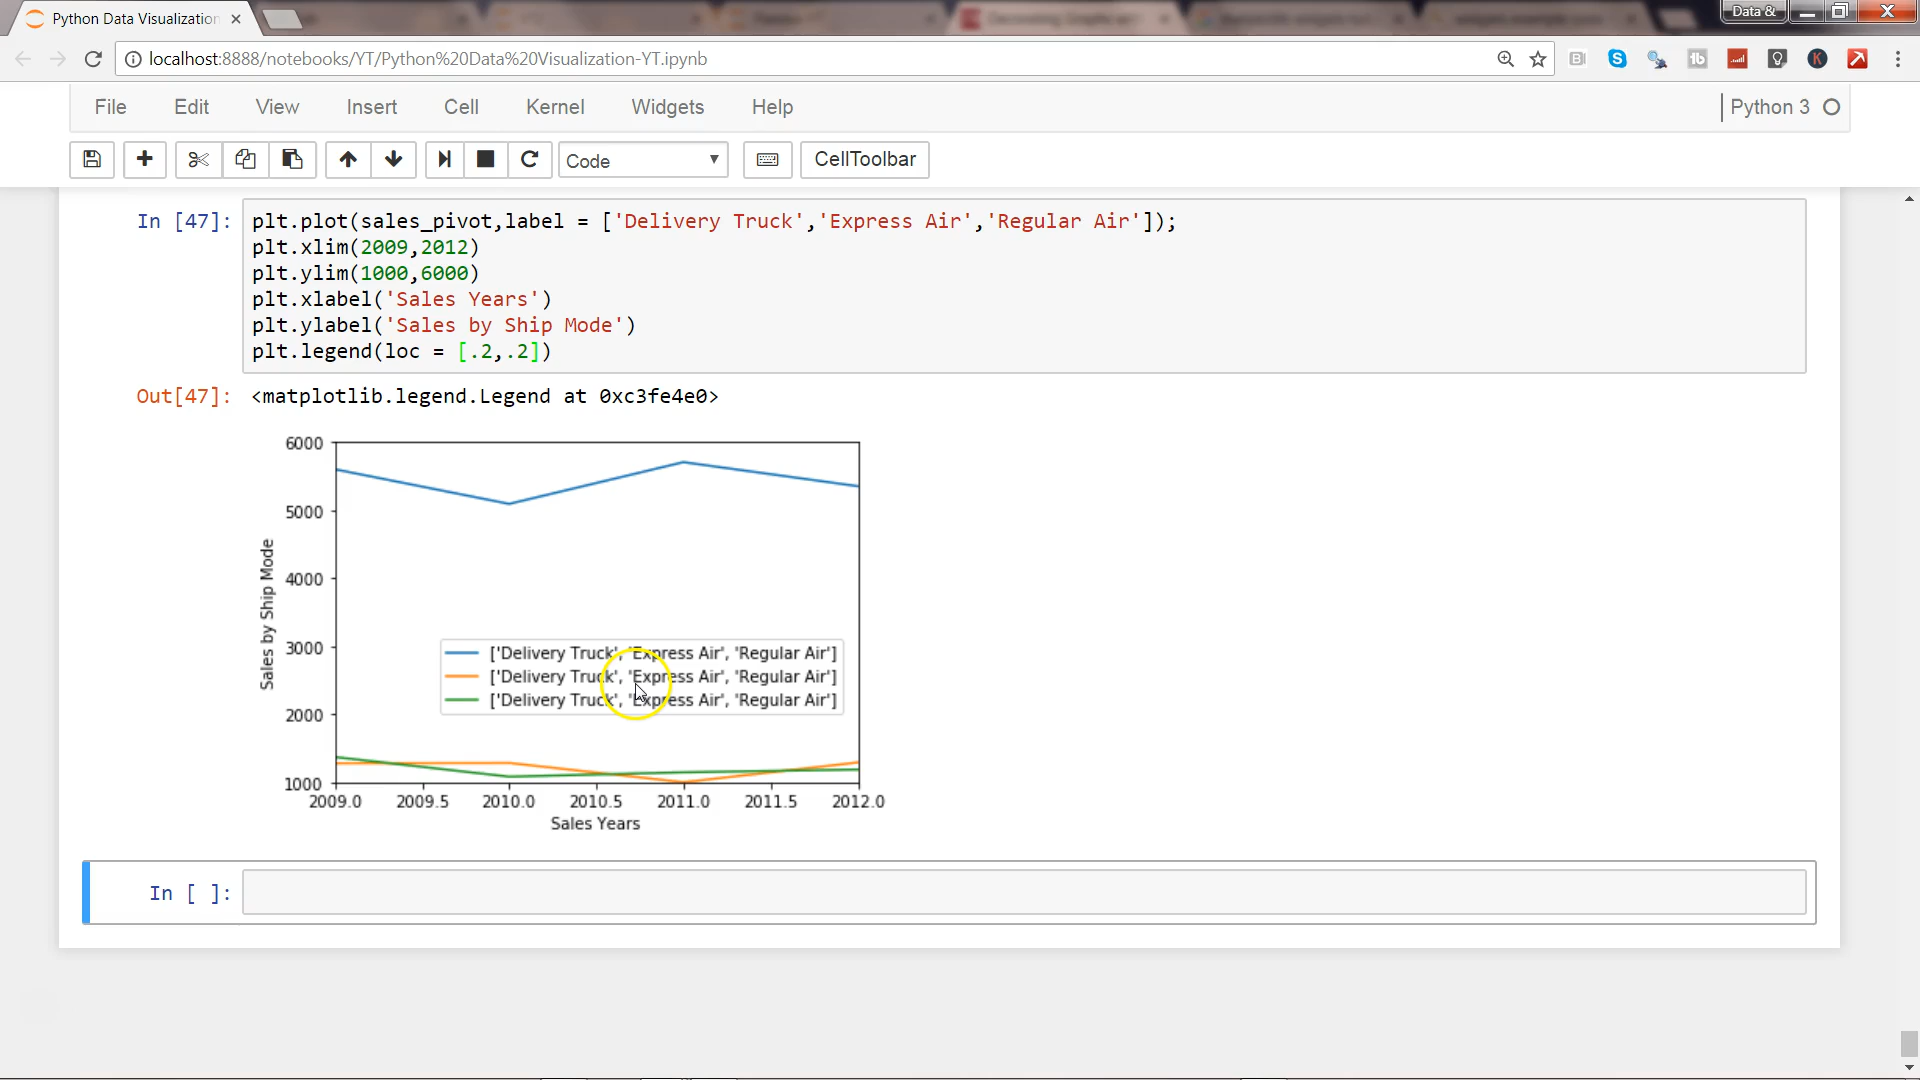 Python Data Visualization
Data &
localhost:8888/notebooks/YT/Python%20Data%20Visualization-YT.ipynb
File Edit View Insert Cell Kernel Widgets Help Python 3
Code CellToolbar
In [47]: plt.plot(sales_pivot,label = ['Delivery Truck','Express Air','Regular Air']);
plt.xlim(2009,2012)
plt.ylim(1000,6000)
plt.xlabel('Sales Years')
plt.ylabel('Sales by Ship Mode')
plt.legend(loc = [.2,.2])
Out[47]: <matplotlib.legend.Legend at 0xc3fe4e0>
6000
5000
4000
3000
2000
1000
Sales by Ship Mode
['Delivery Truck', 'Express Air', 'Regular Air']
['Delivery Truck', 'Express Air', 'Regular Air']
['Delivery Truck', 'Express Air', 'Regular Air']
2009.0 2009.5 2010.0 2010.5 2011.0 2011.5 2012.0
Sales Years
In [ ]: